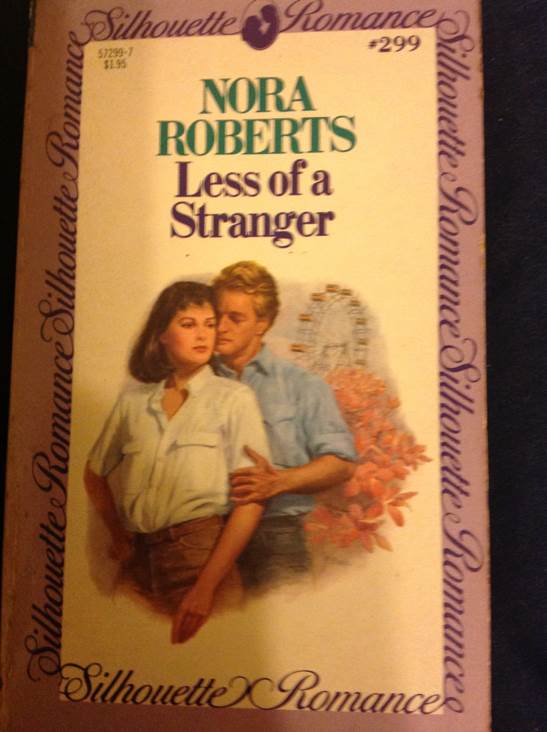 Silhouette Romance
57299-7
$1.95
#299
NORA
ROBERTS
Less of a
Stranger
Silhouette Romance Silhouette Romance
Silhouette Romance Silhouette Romance
Silhouette Romance